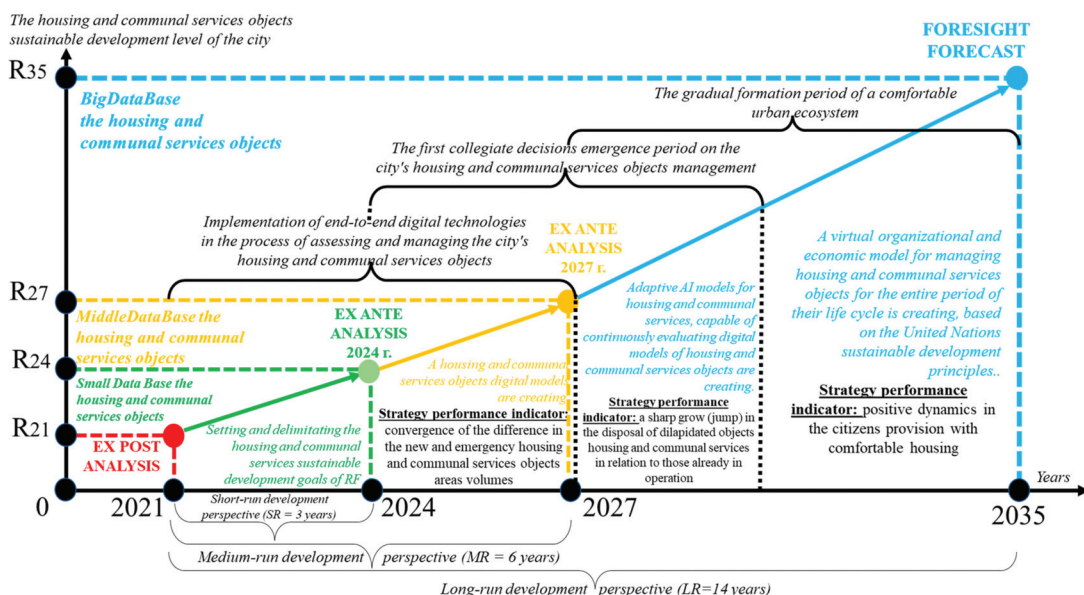 The housing and communal services objects
sustainable development level of the city
FORESIGHT
FORECAST
R35
BigDataBase
the housing and
communal services objects
The gradual formation period of a comfortable
urban ecosystem
The first collegiate decisions emergence period on the
city's housing and communal services objects management
Implementation of end-to-end digital technologies
in the process of assessing and managing the city's
housing and communal services objects
EX ANTE
ANALYSIS
2027 г.
A virtual organizational and
economic model for managing
housing and communal services
objects for the entire period of
their life cycle is creating, based
on the United Nations
sustainable development
principles..
Strategy performance
indicator: positive dynamics in
the citizens provision with
comfortable housing
Adaptive AI models for
housing and communal
services, capable of
continuously evaluating digital
models of housing and
communal services objects are
creating.
Strategy performance
indicator: a sharp grow (jump) in
the disposal of dilapidated objects
housing and communal services
in relation to those already in
operation
R27
MiddleDataBase the
housing and communal
services objects
EX ANTE
ANALYSIS
2024 г.
A housing and communal
services objects digital models
are creating
Strategy performance indicator:
convergence of the difference in
the new and emergency housing
and communal services objects
areas volumes
R24
Small Data Base the
housing and communal
services objects
R21
EX POST
ANALYSIS
Setting and delimitating the
housing and communal
services sustainable
development goals of RF
0
2021
2024
2027
2035
Years
Short-run development
perspective (SR = 3 years)
Medium-run development perspective (MR = 6 years)
Long-run development perspective (LR=14 years)